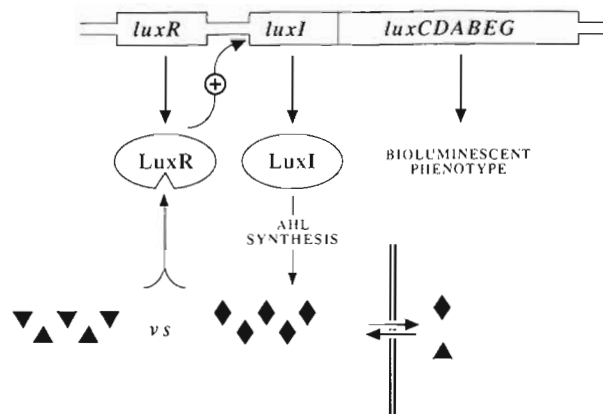 luxR luxI luxCDABEG
+
LuxR LuxI BIOLUMINESCENT
PHENOTYPE
AHL
SYNTHESIS
vs